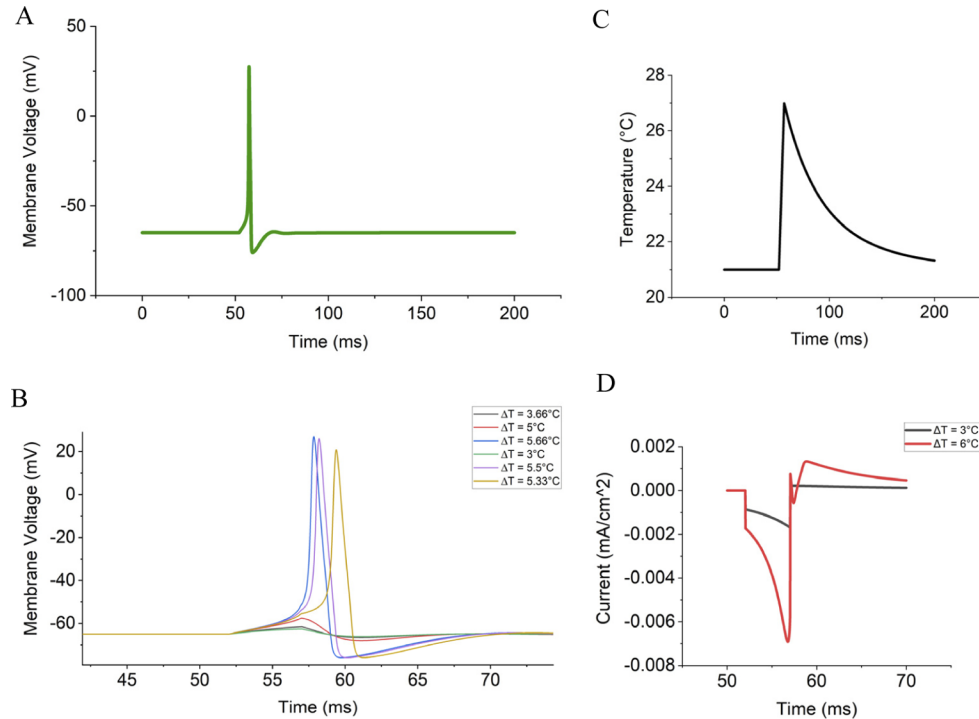 A
50
0
-50
-100
Membrane Voltage (mV)
0
50
100
150
200
Time (ms)
C
28
26
24
22
20
Temperature (°C)
0
100
200
Time (ms)
B
20
0
-20
-40
-60
Membrane Voltage (mV)
45
50
55
60
65
70
Time (ms)
ΔT = 3.66°C
ΔT = 5°C
ΔT = 5.66°C
ΔT = 3°C
ΔT = 5.5°C
ΔT = 5.33°C
D
ΔT = 3°C
ΔT = 6°C
0.002
0.000
-0.002
-0.004
-0.006
-0.008
Current (mA/cm^2)
50
60
70
Time (ms)